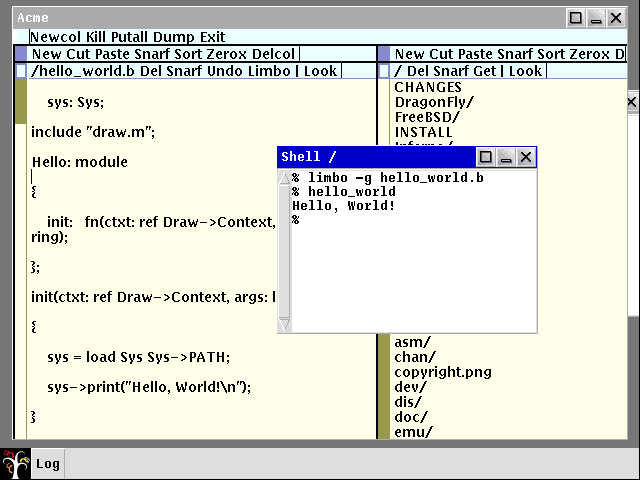 Acme
Newcol Kill Putall Dump Exit
New Cut Paste Snarf Sort Zerox Delcol
/hello_world.b Del Snarf Undo Limbo | Look
sys: Sys;
include "draw.m";
Hello: module
{
init: fn(ctxt: ref Draw->Context,
ring);
};
init(ctxt: ref Draw->Context, args: l
{
sys = load Sys Sys->PATH;
sys->print("Hello, World!\n");
}
New Cut Paste Snarf Sort Zerox D
/ Del Snarf Get | Look
CHANGES
DragonFly/
FreeBSD/
INSTALL
asm/
chan/
copyright.png
dev/
dis/
doc/
emu/
Shell /
% limbo -g hello_world.b
% hello_world
Hello, World!
%
Log